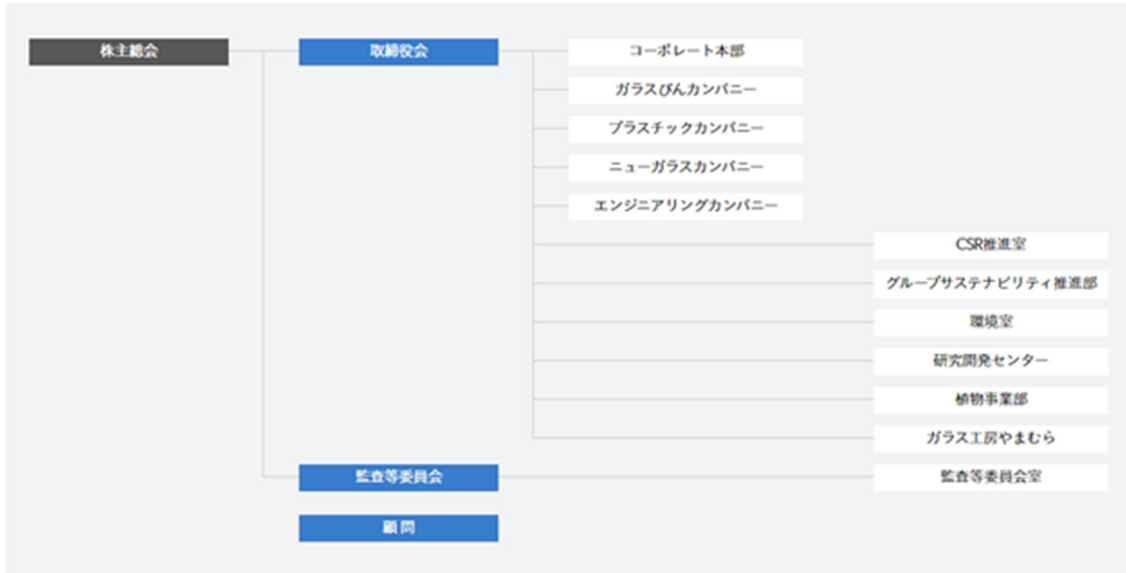 株主総会
取締役会
コーポレート本部
ガラスびんカンパニー
プラスチックカンパニー
ニューガラスカンパニー
エンジニアリングカンパニー
CSR推進室
グループサステナビリティ推進部
環境室
研究開発センター
植物事業部
ガラス工房やまむら
監査等委員会
監査等委員会室
顧問